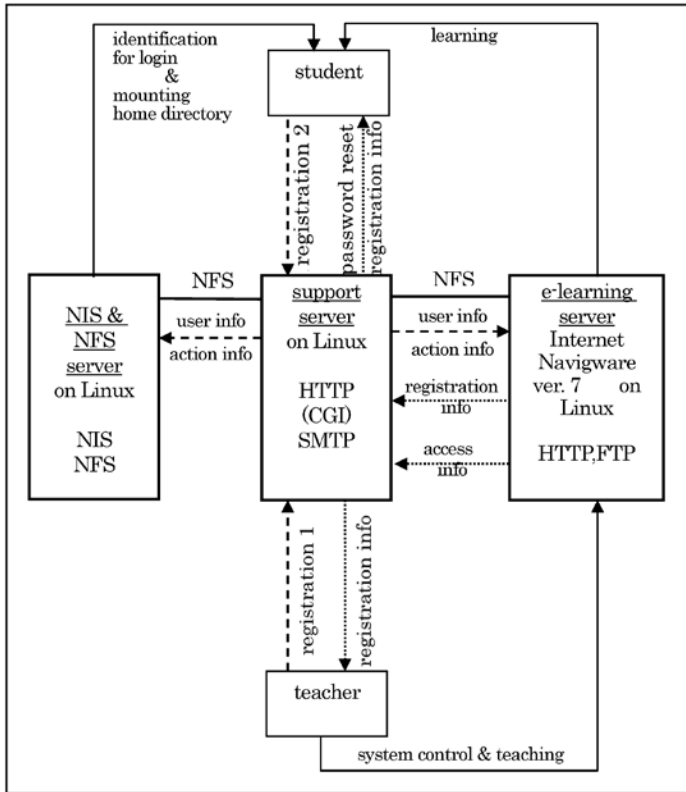 identification
for login
&
mounting
home directory
learning
student
registration 2
password reset
registration info
NFS
NFS
NIS &
NFS
server
on Linux
NIS
NFS
user info
action info
support
server
on Linux
HTTP
(CGI)
SMTP
user info
action info
registration
info
access
info
e-learning
server
Internet
Navigware
ver. 7 on
Linux
HTTP,FTP
registration 1
registration info
teacher
system control & teaching